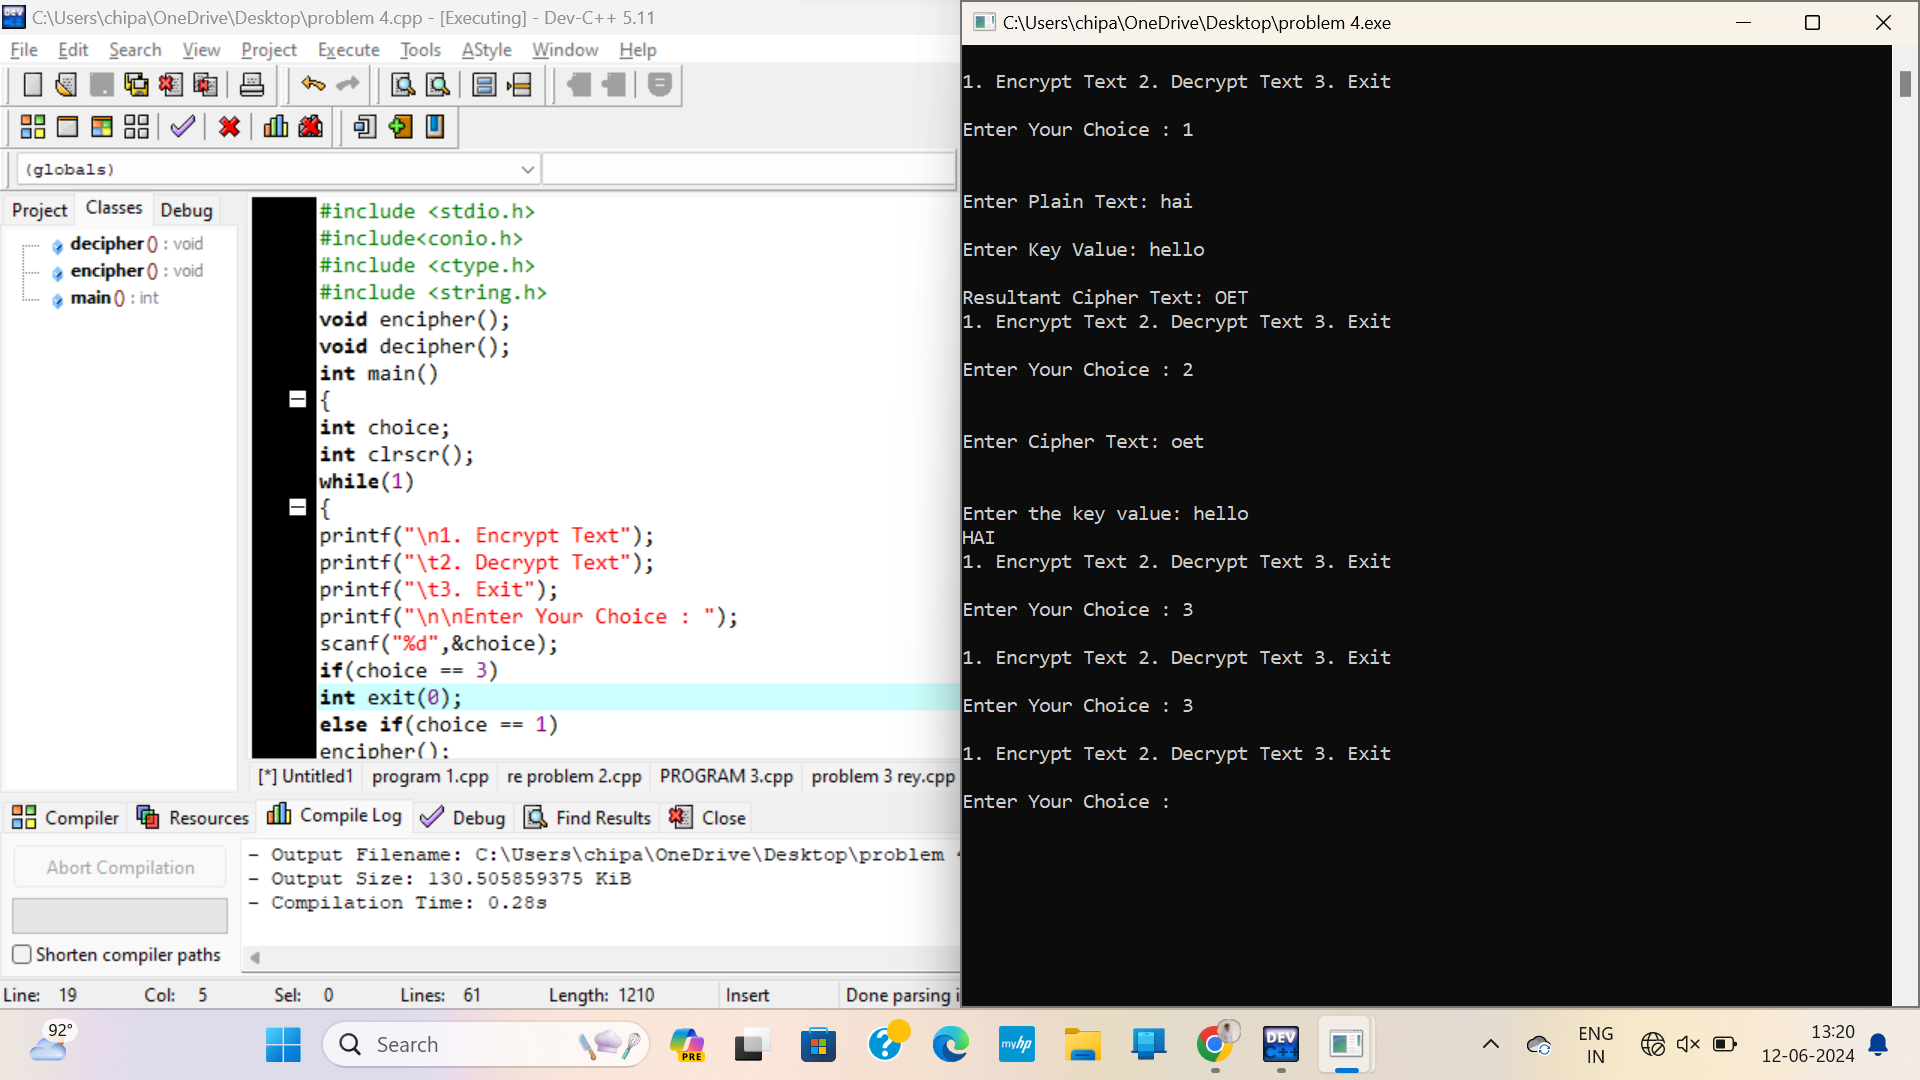 C:\Users\chipa\OneDrive\Desktop\problem 4.cpp - [Executing] - Dev-C++ 5.11
File Edit Search View Project Execute Tools AStyle Window Help
(globals)
Project Classes Debug
decipher () : void
encipher () : void
main () : int
#include <stdio.h>
#include<conio.h>
#include <ctype.h>
#include <string.h>
void encipher();
void decipher();
int main()
{
int choice;
int clrscr();
while(1)
{
printf("\n1. Encrypt Text");
printf("\t2. Decrypt Text");
printf("\t3. Exit");
printf("\n\nEnter Your Choice : ");
scanf("%d",&choice);
if(choice == 3)
int exit(0);
else if(choice == 1)
encipher();
[*] Untitled1 program 1.cpp re problem 2.cpp PROGRAM 3.cpp problem 3 rey.cpp
Compiler Resources Compile Log Debug Find Results Close
Abort Compilation
Shorten compiler paths
- Output Filename: C:\Users\chipa\OneDrive\Desktop\problem
- Output Size: 130.505859375 KiB
- Compilation Time: 0.28s
Line: 19 Col: 5 Sel: 0 Lines: 61 Length: 1210 Insert Done parsing i
C:\Users\chipa\OneDrive\Desktop\problem 4.exe
1. Encrypt Text 2. Decrypt Text 3. Exit
Enter Your Choice : 1
Enter Plain Text: hai
Enter Key Value: hello
Resultant Cipher Text: OET
1. Encrypt Text 2. Decrypt Text 3. Exit
Enter Your Choice : 2
Enter Cipher Text: oet
Enter the key value: hello
HAI
1. Encrypt Text 2. Decrypt Text 3. Exit
Enter Your Choice : 3
1. Encrypt Text 2. Decrypt Text 3. Exit
Enter Your Choice : 3
1. Encrypt Text 2. Decrypt Text 3. Exit
Enter Your Choice :
92°
Search
PRE
myhp
DEV C++
ENG
IN
13:20
12-06-2024